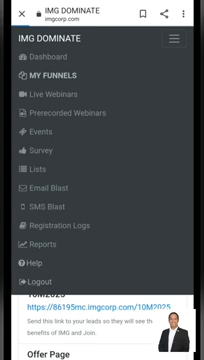 IMG DOMINATE
imgcorp.com
IMG DOMINATE
Dashboard
MY FUNNELS
Live Webinars
Prerecorded Webinars
Events
Survey
Lists
Email Blast
SMS Blast
Registration Logs
Reports
Help
Logout
10M2025
https://86195mc.imgcorp.com/10M2025
Send this link to your leads so they will see th
benefits of IMG and Join.
Offer Page